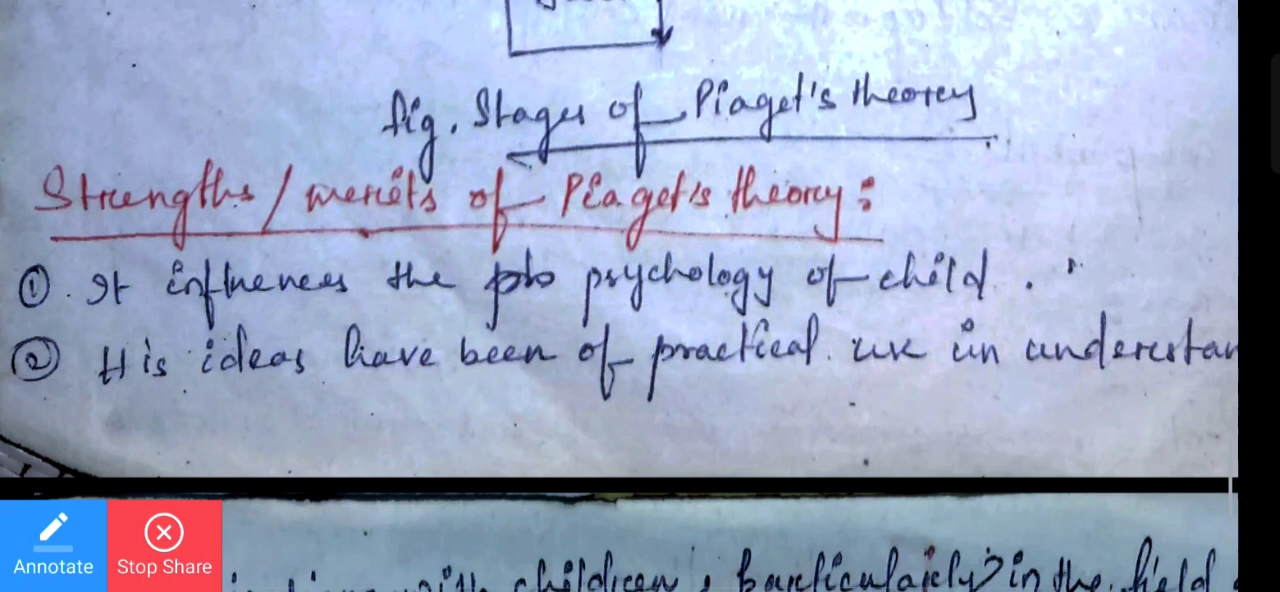 fig. Stages of Piaget's theory
Strengths/merits of Piaget's theory:
① It influences the psychology of child.
② His ideas have been of practical use in understan
with children, particularly in the field
Annotate
Stop Share